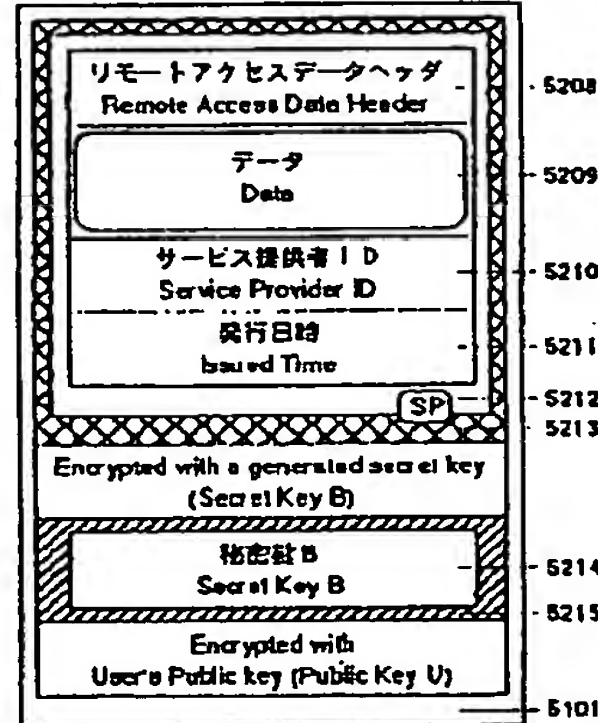 リモートアクセスデータヘッダ
Remote Access Data Header
5208
データ
Data
5209
サービス提供者ID
Service Provider ID
5210
発行日時
Issued Time
5211
SP
5212
5213
Encrypted with a generated secret key
(Secret Key B)
秘密鍵B
Secret Key B
5214
5215
Encrypted with
User's Public key (Public Key U)
5101